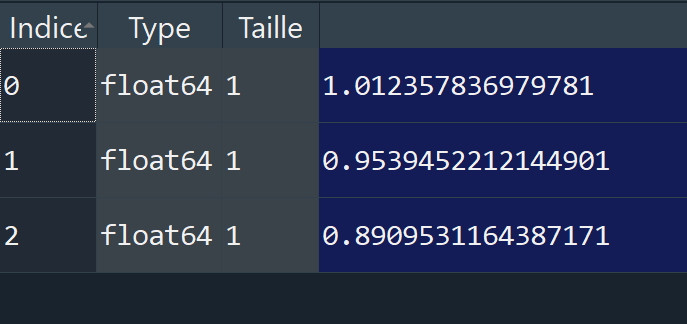 Indice Type Taille
0 float64 1 1.012357836979781
1 float64 1 0.9539452212144901
2 float64 1 0.8909531164387171